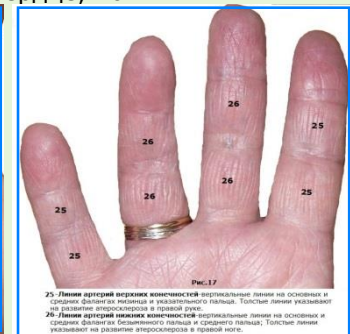 26
26
25
26
25
26
25
25
Рис.17
25-Линии артерий верхних конечностей-вертикальные линии на основных и
средних фалангах мизинца и указательного пальца. Толстые линии указывают
на развитие атеросклероза в правой руке.
26-Линии артерий нижних конечностей-вертикальные линии на основных и
средних фалангах безымянного пальца и среднего пальца; Толстые линии
указывают на развитие атеросклероза в правой ноге.